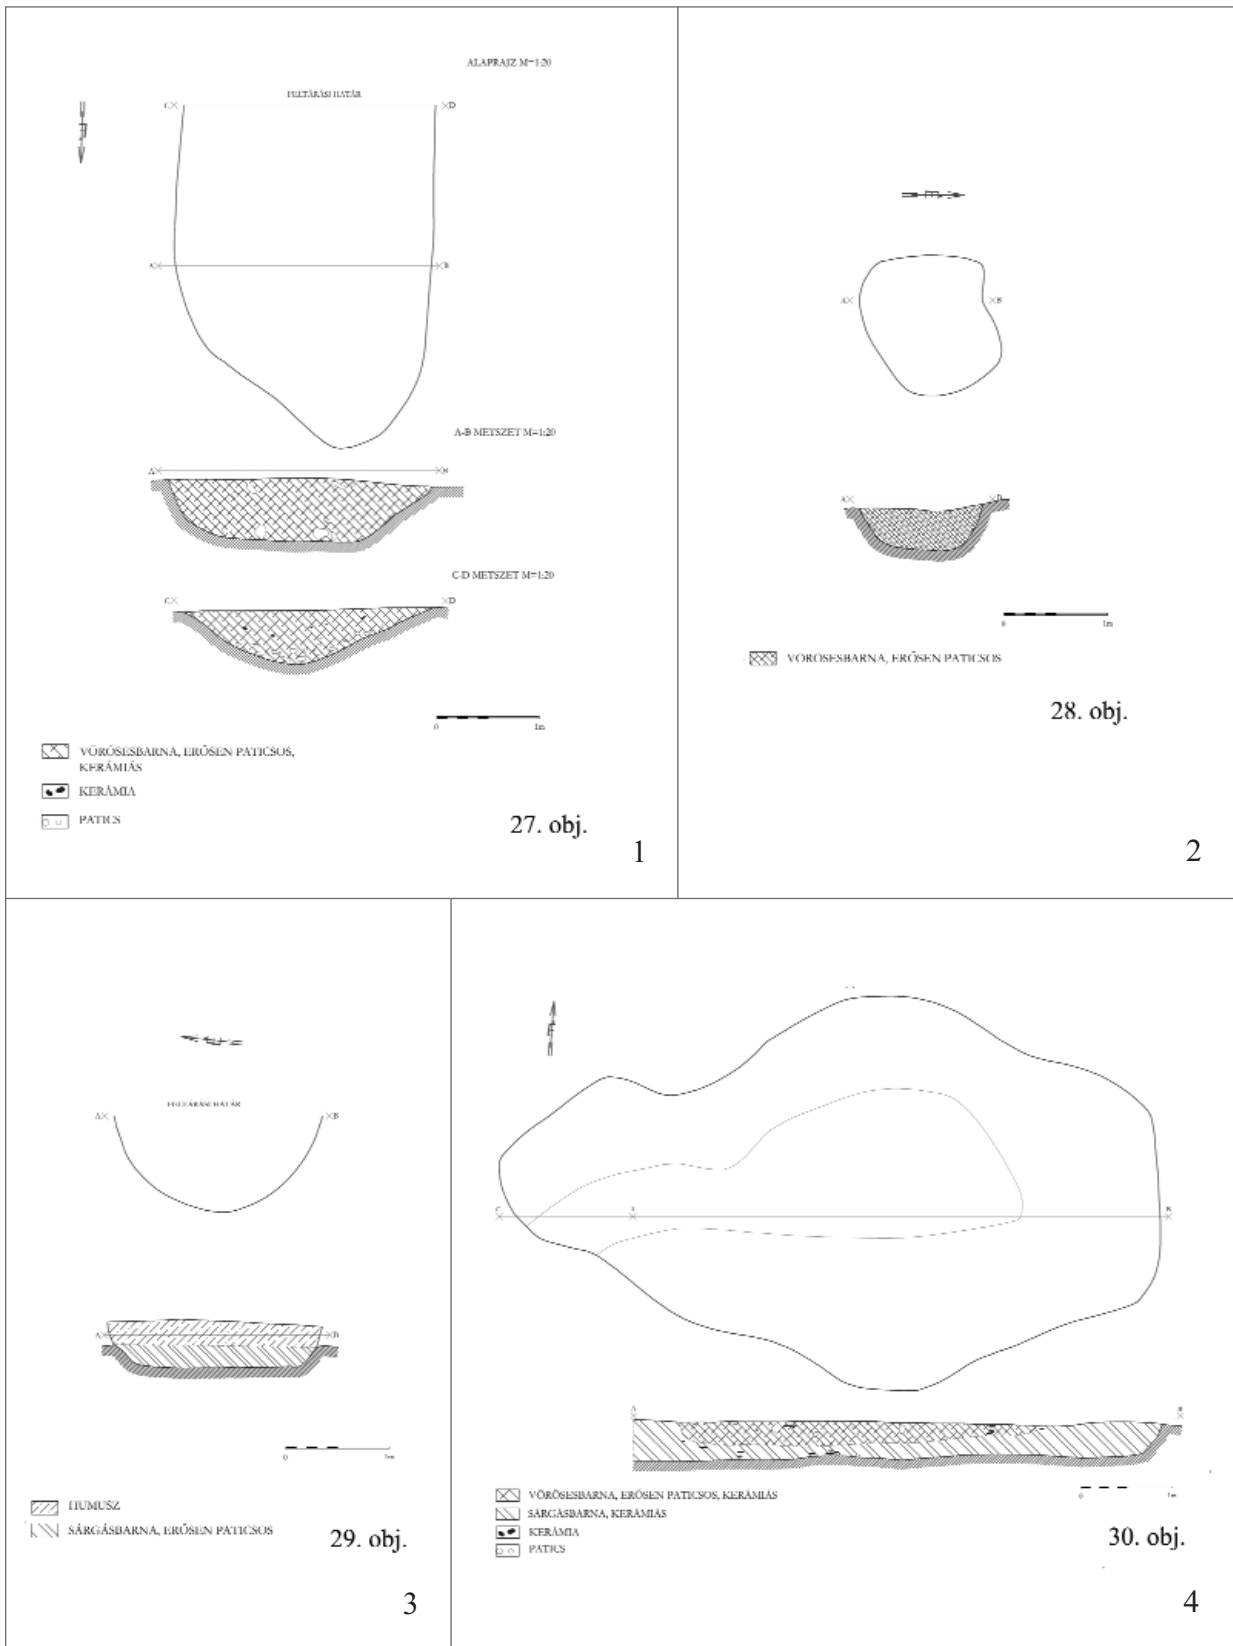 ALAPRAJZ M=1:20
FELTÁRÁSI HATÁR
C D
A B
A-B METSZET M=1:20
A B
C-D METSZET M=1:20
C D
0 1m
VÖRÖSESBARNA, ERŐSEN PATICSOS,
KERÁMIÁS
KERÁMIA
PATICS
27. obj.
1
A B
A B
0 1m
VÖRÖSESBARNA, ERŐSEN PATICSOS
28. obj.
2
FELTÁRÁSI HATÁR
A B
A B
0 1m
HUMUSZ
SÁRGÁSBARNA, ERŐSEN PATICSOS
29. obj.
3
C A B
A B
0 1m
VÖRÖSESBARNA, ERŐSEN PATICSOS, KERÁMIÁS
SÁRGÁSBARNA, KERÁMIÁS
KERÁMIA
PATICS
30. obj.
4